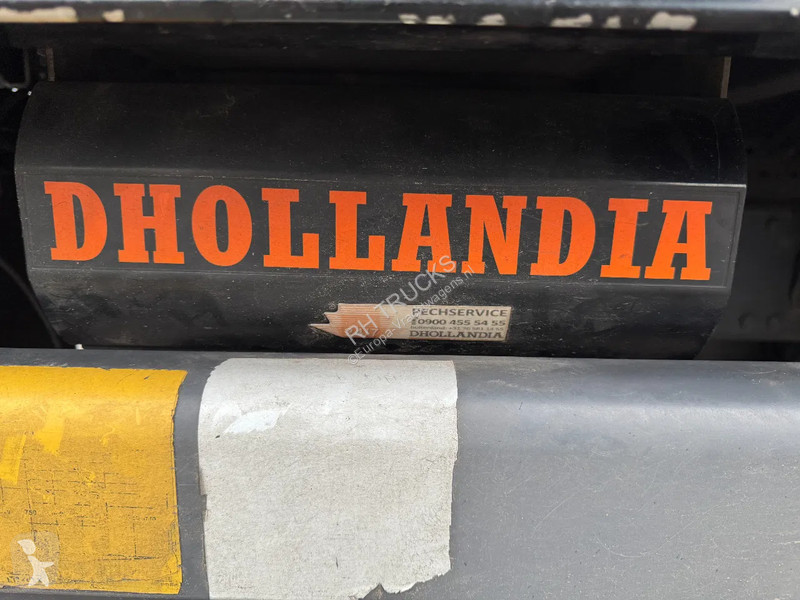 DHOLLANDIA
PECHSERVICE
0900 455 54 55
DHOLLANDIA
RH TRUCKS